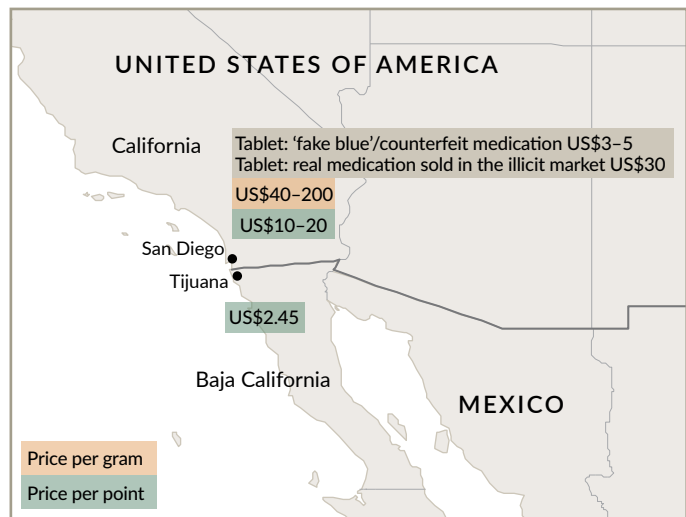 UNITED STATES OF AMERICA
California
Tablet: ‘fake blue’/counterfeit medication US$3–5
Tablet: real medication sold in the illicit market US$30
US$40–200
US$10–20
San Diego
Tijuana
US$2.45
Baja California
MEXICO
Price per gram
Price per point